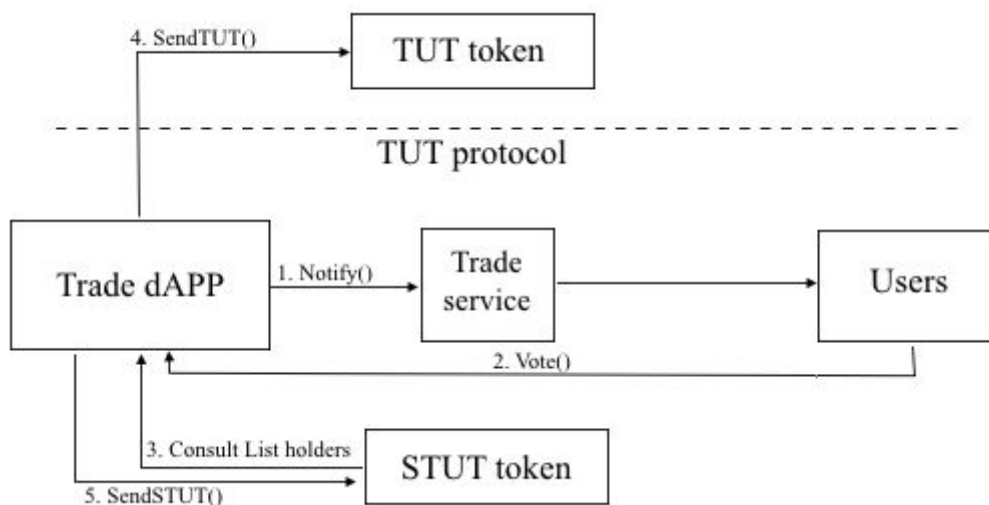 4. SendTUT()
TUT token
TUT protocol
Trade dAPP
1. Notify()
Trade
service
Users
2. Vote()
3. Consult List holders
STUT token
5. SendSTUT()